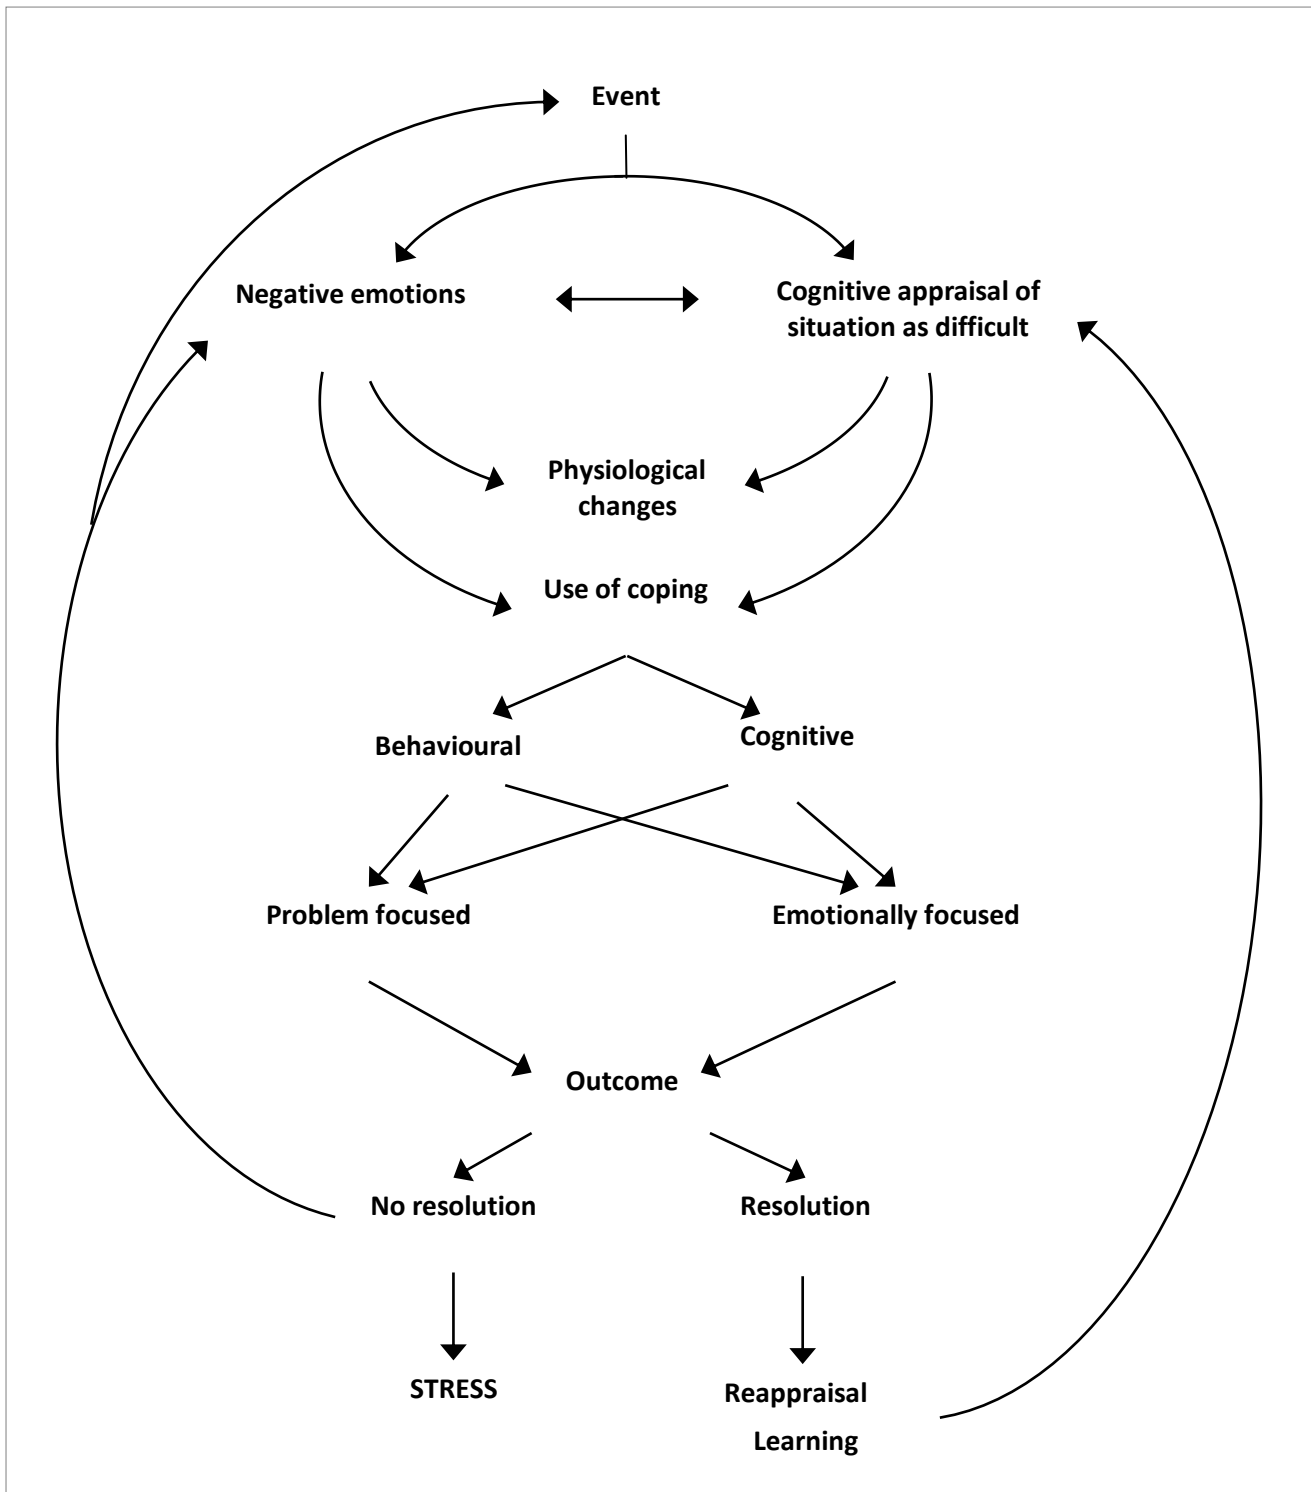 Event
Negative emotions
Cognitive appraisal of
situation as difficult
Physiological
changes
Use of coping
Behavioural
Cognitive
Problem focused
Emotionally focused
Outcome
No resolution
Resolution
STRESS
Reappraisal
Learning